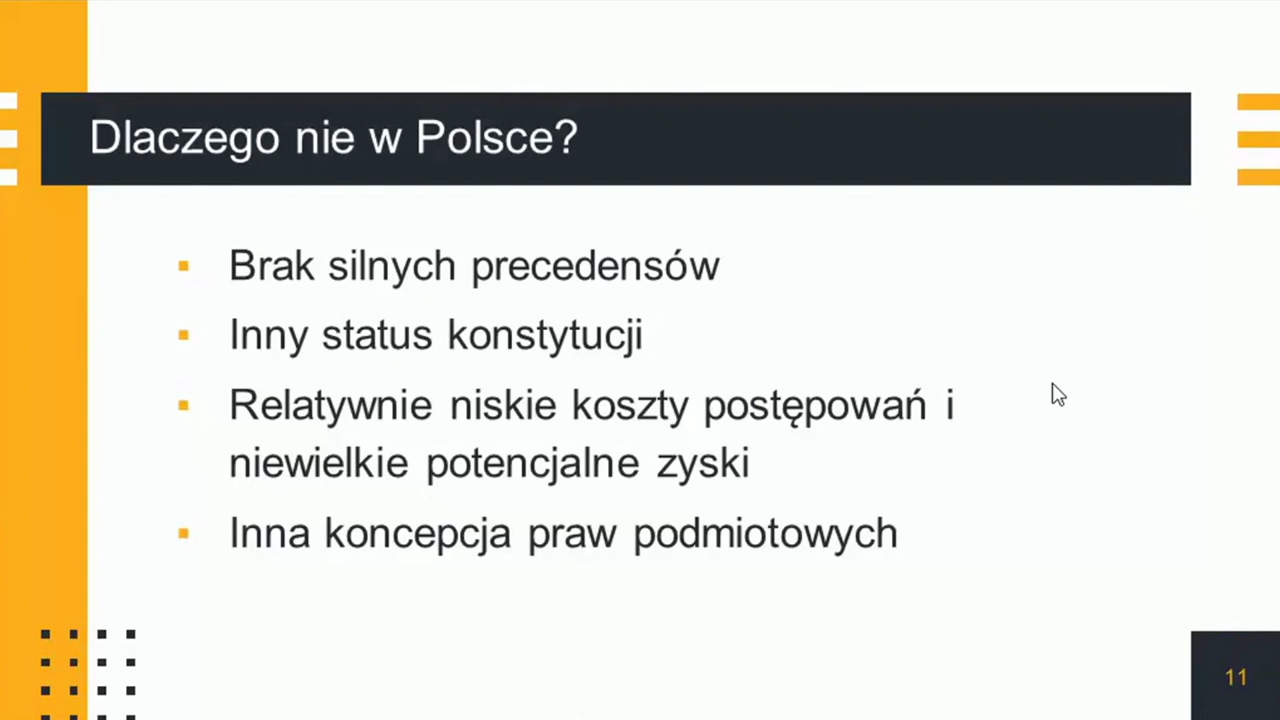 Dlaczego nie w Polsce?
▪ Brak silnych precedensów
▪ Inny status konstytucji
▪ Relatywnie niskie koszty postępowań i
niewielkie potencjalne zyski
▪ Inna koncepcja praw podmiotowych
11